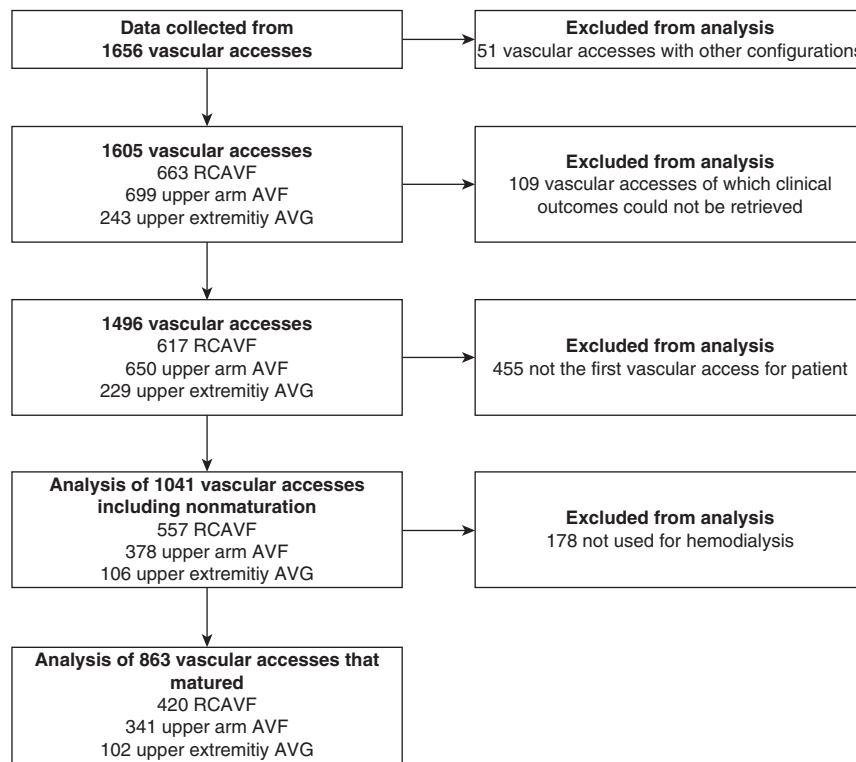 Data collected from
1656 vascular accesses
Excluded from analysis
51 vascular accesses with other configurations
1605 vascular accesses
663 RCAVF
699 upper arm AVF
243 upper extremitiy AVG
Excluded from analysis
109 vascular accesses of which clinical
outcomes could not be retrieved
1496 vascular accesses
617 RCAVF
650 upper arm AVF
229 upper extremitiy AVG
Excluded from analysis
455 not the first vascular access for patient
Analysis of 1041 vascular accesses
including nonmaturation
557 RCAVF
378 upper arm AVF
106 upper extremitiy AVG
Excluded from analysis
178 not used for hemodialysis
Analysis of 863 vascular accesses that
matured
420 RCAVF
341 upper arm AVF
102 upper extremitiy AVG